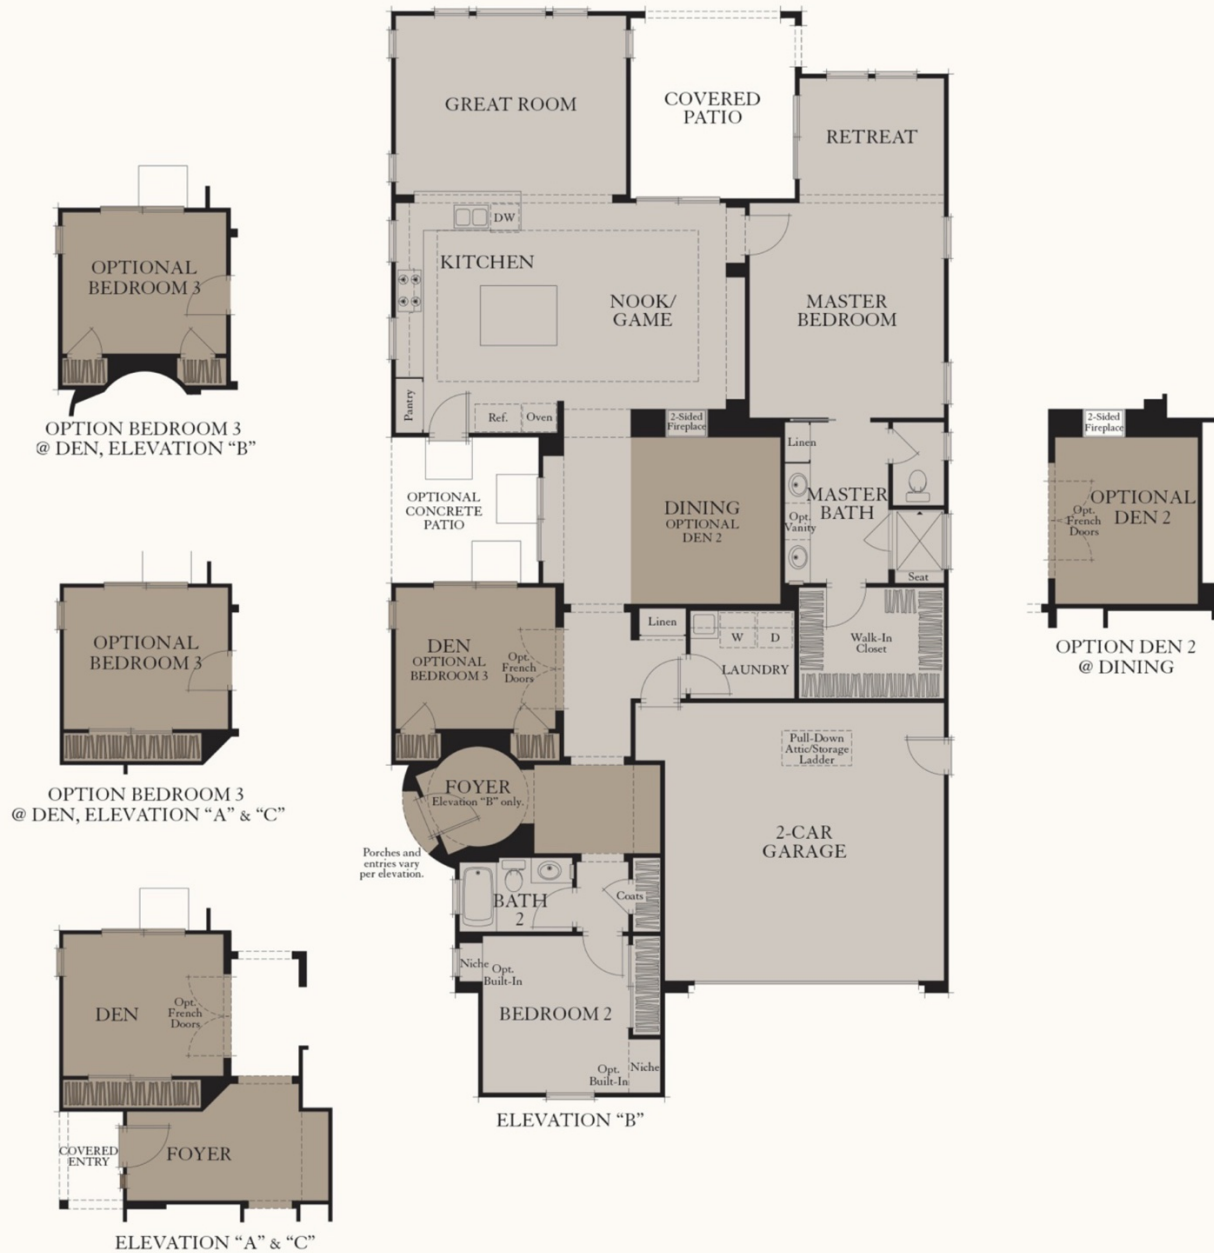 GREAT ROOM
COVERED
PATIO
RETREAT
DW
KITCHEN
NOOK/
GAME
MASTER
BEDROOM
Pantry
Ref.
Oven
2-Sided
Fireplace
Linen
OPTIONAL
CONCRETE
PATIO
DINING
OPTIONAL
DEN 2
MASTER
BATH
Opt.
Vanity
Seat
DEN
OPTIONAL
BEDROOM 3
Opt.
French
Doors
Linen
W
D
LAUNDRY
Walk-In
Closet
Pull-Down
Attic/Storage
Ladder
FOYER
Elevation “B” only.
2-CAR
GARAGE
Porches and
entries vary
per elevation.
BATH
2
Coats
Niche
Opt.
Built-In
BEDROOM 2
Opt.
Built-In
Niche
ELEVATION “B”
OPTIONAL
BEDROOM 3
OPTION BEDROOM 3
@ DEN, ELEVATION “B”
OPTIONAL
BEDROOM 3
OPTION BEDROOM 3
@ DEN, ELEVATION “A” & “C”
DEN
Opt.
French
Doors
COVERED
ENTRY
FOYER
ELEVATION “A” & “C”
2-Sided
Fireplace
OPTIONAL
DEN 2
Opt.
French
Doors
OPTION DEN 2
@ DINING